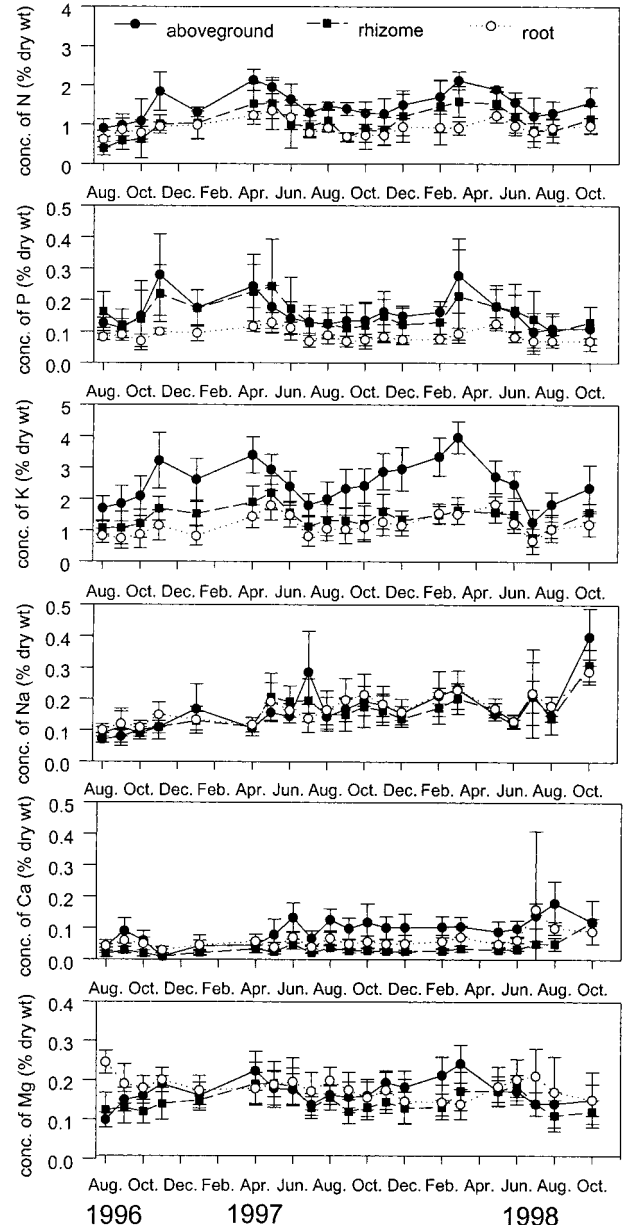 conc. of N (% dry wt)
4
3
2
1
0
aboveground rhizome root
Aug. Oct. Dec. Feb. Apr. Jun. Aug. Oct. Dec. Feb. Apr. Jun. Aug. Oct.
conc. of P (% dry wt)
0.5
0.4
0.3
0.2
0.1
0.0
Aug. Oct. Dec. Feb. Apr. Jun. Aug. Oct. Dec. Feb. Apr. Jun. Aug. Oct.
conc. of K (% dry wt)
5
4
3
2
1
0
Aug. Oct. Dec. Feb. Apr. Jun. Aug. Oct. Dec. Feb. Apr. Jun. Aug. Oct.
conc. of Na (% dry wt)
0.5
0.4
0.3
0.2
0.1
0.0
Aug. Oct. Dec. Feb. Apr. Jun. Aug. Oct. Dec. Feb. Apr. Jun. Aug. Oct.
conc. of Ca (% dry wt)
0.5
0.4
0.3
0.2
0.1
0.0
Aug. Oct. Dec. Feb. Apr. Jun. Aug. Oct. Dec. Feb. Apr. Jun. Aug. Oct.
conc. of Mg (% dry wt)
0.4
0.3
0.2
0.1
0.0
Aug. Oct. Dec. Feb. Apr. Jun. Aug. Oct. Dec. Feb. Apr. Jun. Aug. Oct.
1996 1997 1998